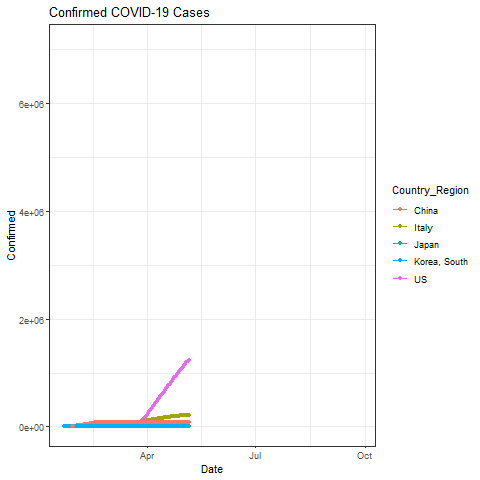 Confirmed COVID-19 Cases
Confirmed
6e+06
4e+06
2e+06
0e+00
Apr
Jul
Oct
Date
Country_Region
China
Italy
Japan
Korea, South
US